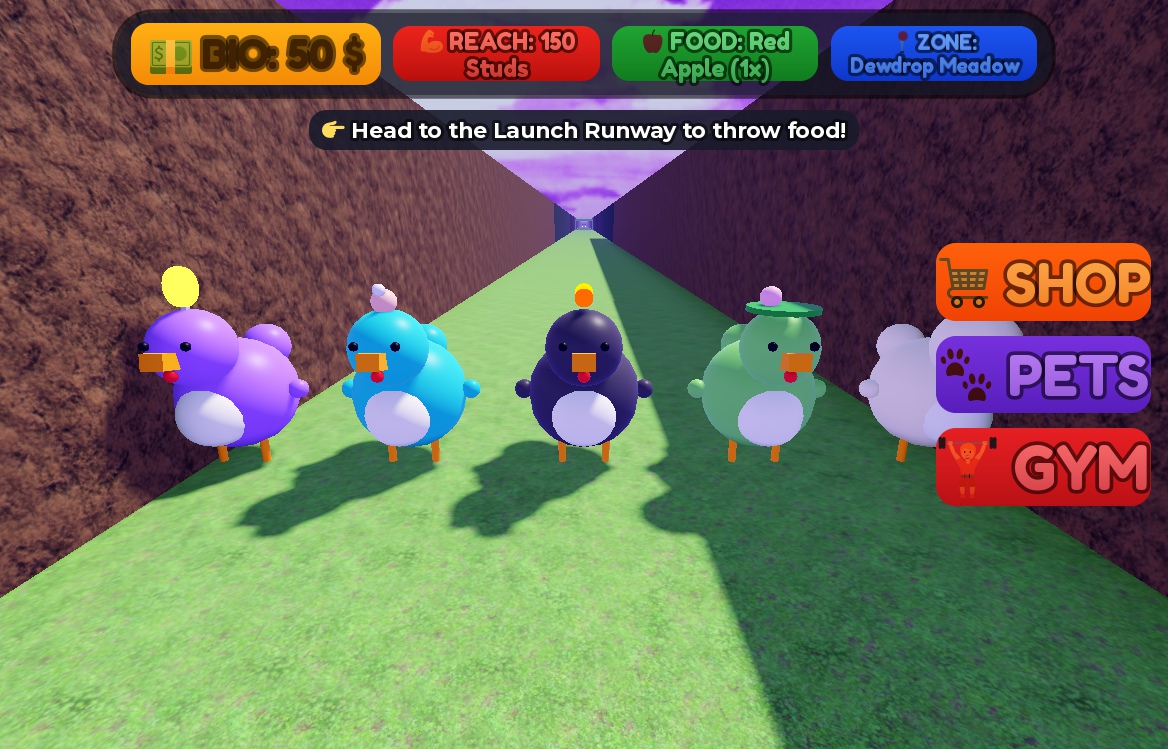 BIO: 50 $
REACH: 150
Studs
FOOD: Red
Apple (1x)
ZONE:
Dewdrop Meadow
Head to the Launch Runway to throw food!
SHOP
PETS
GYM